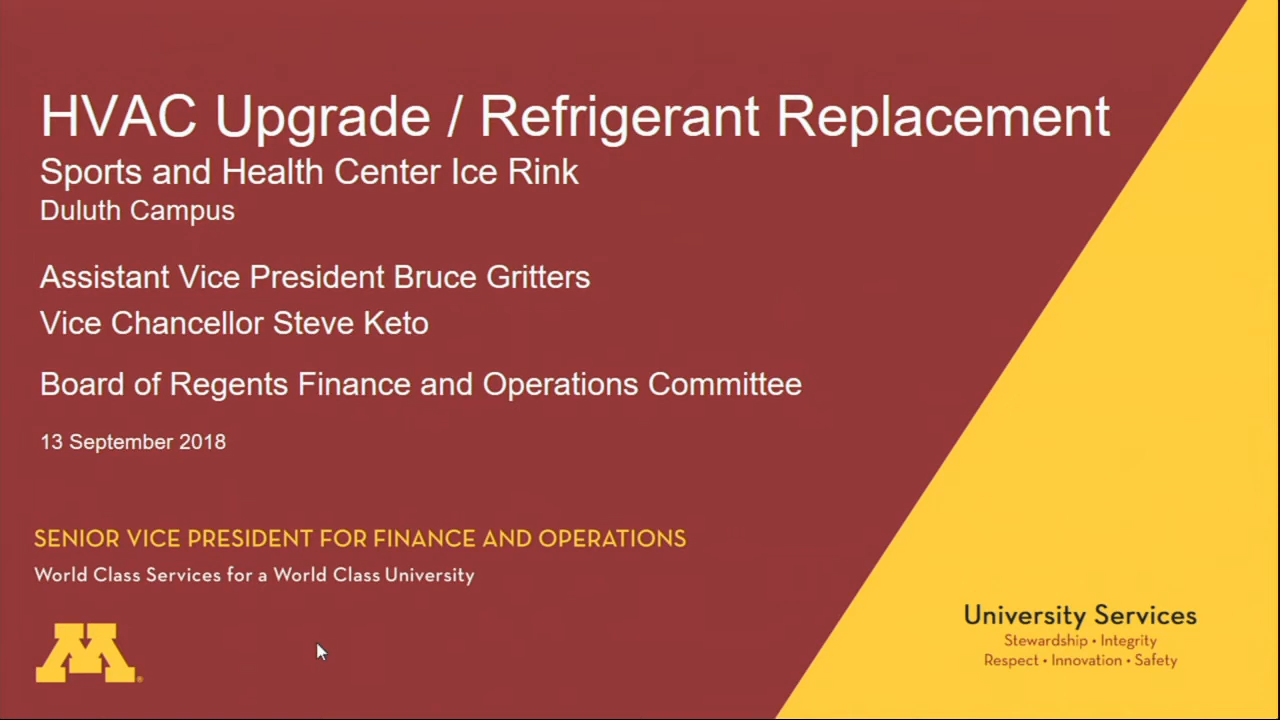 HVAC Upgrade / Refrigerant Replacement
Sports and Health Center Ice Rink
Duluth Campus
Assistant Vice President Bruce Gritters
Vice Chancellor Steve Keto
Board of Regents Finance and Operations Committee
13 September 2018
SENIOR VICE PRESIDENT FOR FINANCE AND OPERATIONS
World Class Services for a World Class University
M®
University Services
Stewardship • Integrity
Respect • Innovation • Safety